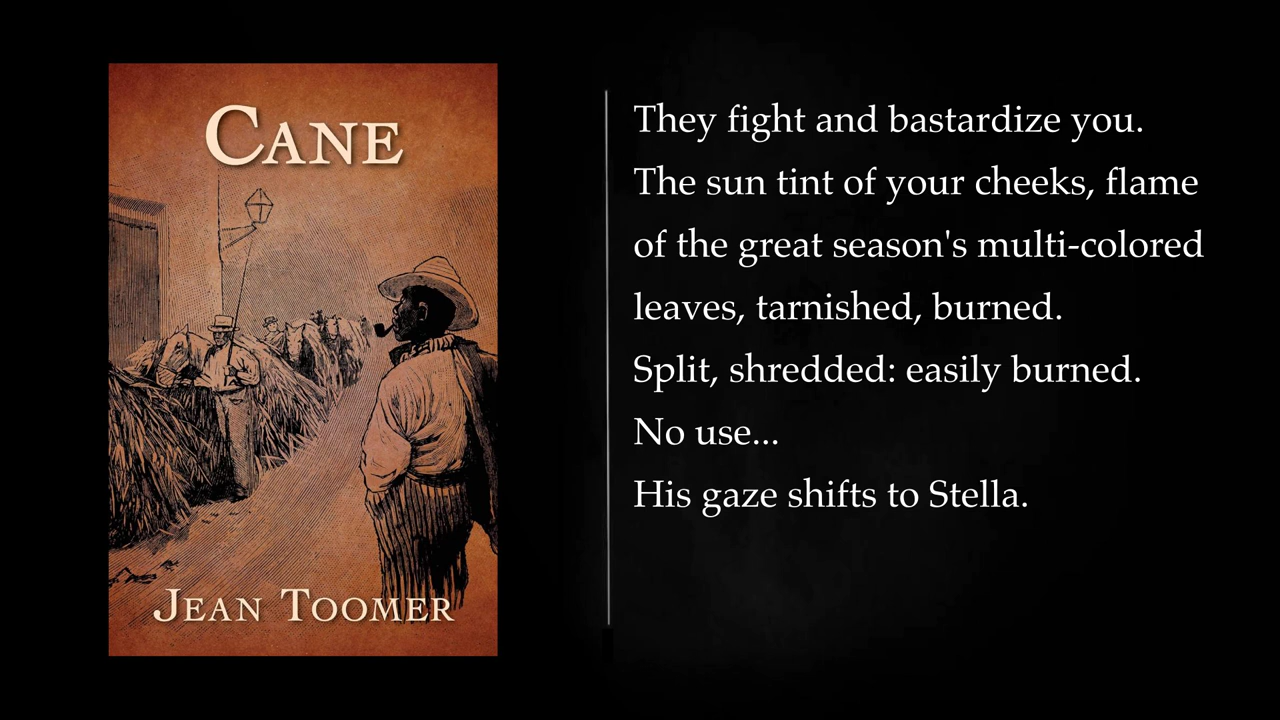 CANE
JEAN TOOMER
They fight and bastardize you.
The sun tint of your cheeks, flame
of the great season's multi-colored
leaves, tarnished, burned.
Split, shredded: easily burned.
No use...
His gaze shifts to Stella.